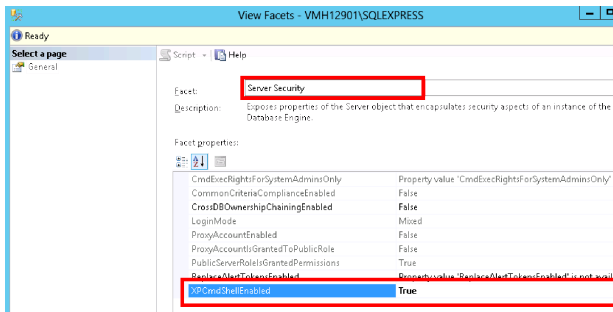 View Facets - VMH12901\SQLEXPRESS
Ready
Select a page
General
Script
Help
Facet:
Server Security
Description:
Exposes properties of the Server object that encapsulates security aspects of an instance of the
Database Engine.
Facet properties:
CmdExecRightsForSystemAdminsOnly Property value 'CmdExecRightsForSystemAdminsOnly'
CommonCriteriaComplianceEnabled False
CrossDBOwnershipChainingEnabled False
LoginMode Mixed
ProxyAccountEnabled False
ProxyAccountIsGrantedToPublicRole False
PublicServerRoleIsGrantedPermissions True
ReplaceAlertTokensEnabled Property value 'ReplaceAlertTokensEnabled' is not avail
XPCmdShellEnabled True